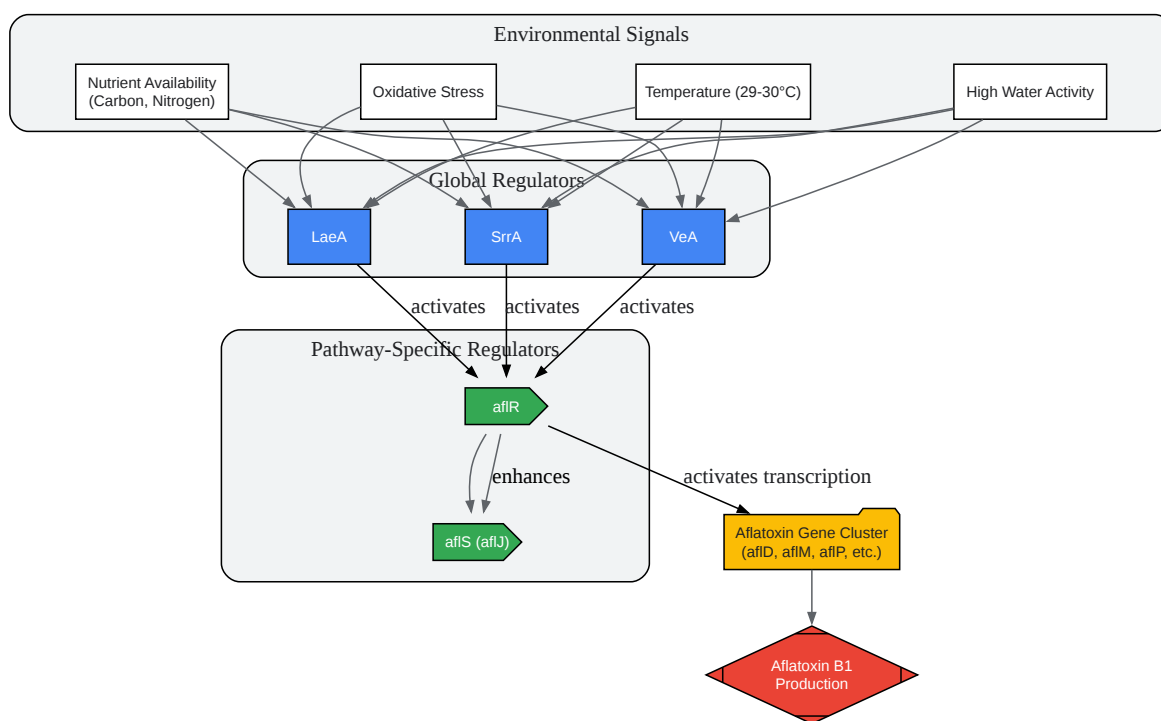 Environmental Signals
Nutrient Availability
(Carbon, Nitrogen)
Oxidative Stress
Temperature (29-30°C)
High Water Activity
Global Regulators
LaeA
SrrA
VeA
activates
activates
activates
Pathway-Specific Regulators
aflR
enhances
activates transcription
aflS (aflJ)
Aflatoxin Gene Cluster
(aflD, aflM, aflP, etc.)
Aflatoxin B1
Production